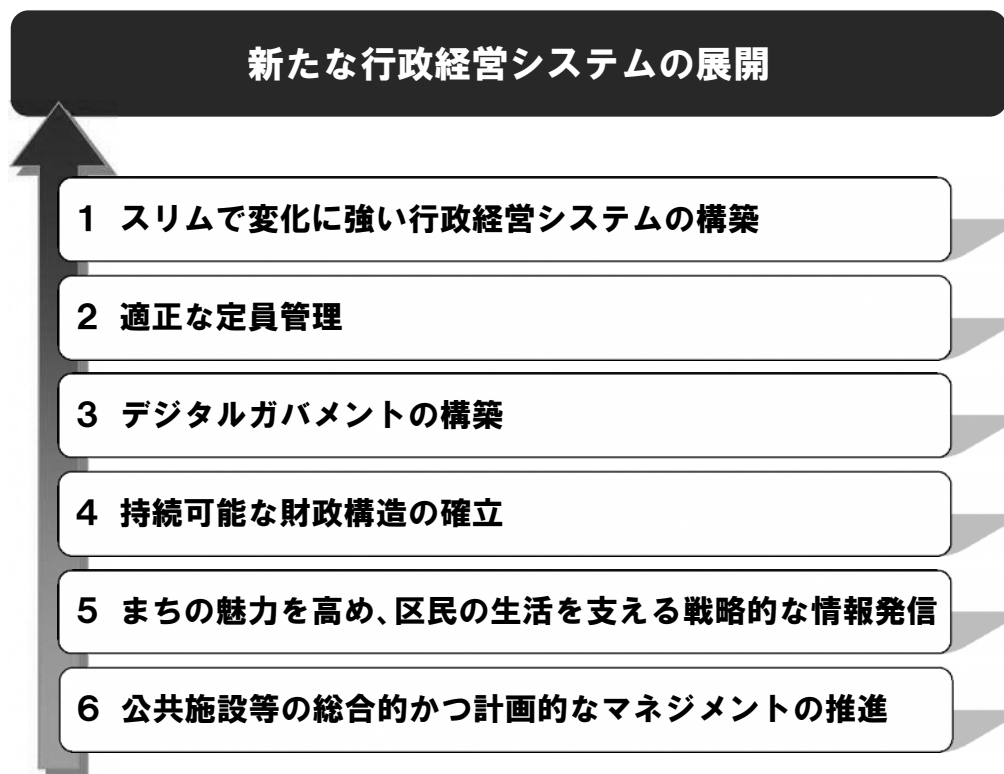 新たな行政経営システムの展開
1 スリムで変化に強い行政経営システムの構築
2 適正な定員管理
3 デジタルガバメントの構築
4 持続可能な財政構造の確立
5 まちの魅力を高め、区民の生活を支える戦略的な情報発信
6 公共施設等の総合的かつ計画的なマネジメントの推進